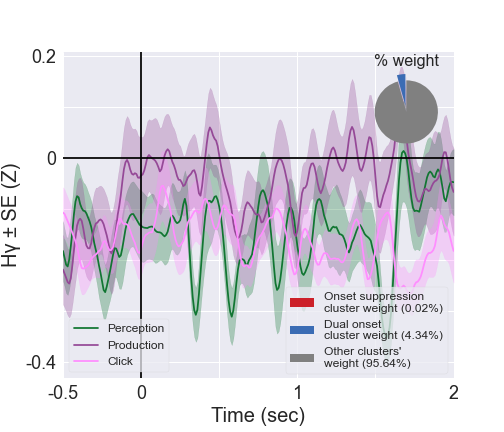 % weight
0.2
0
-0.4
Hγ ± SE (Z)
Perception
Production
Click
Onset suppression
cluster weight (0.02%)
Dual onset
cluster weight (4.34%)
Other clusters'
weight (95.64%)
-0.5
0
1
2
Time (sec)